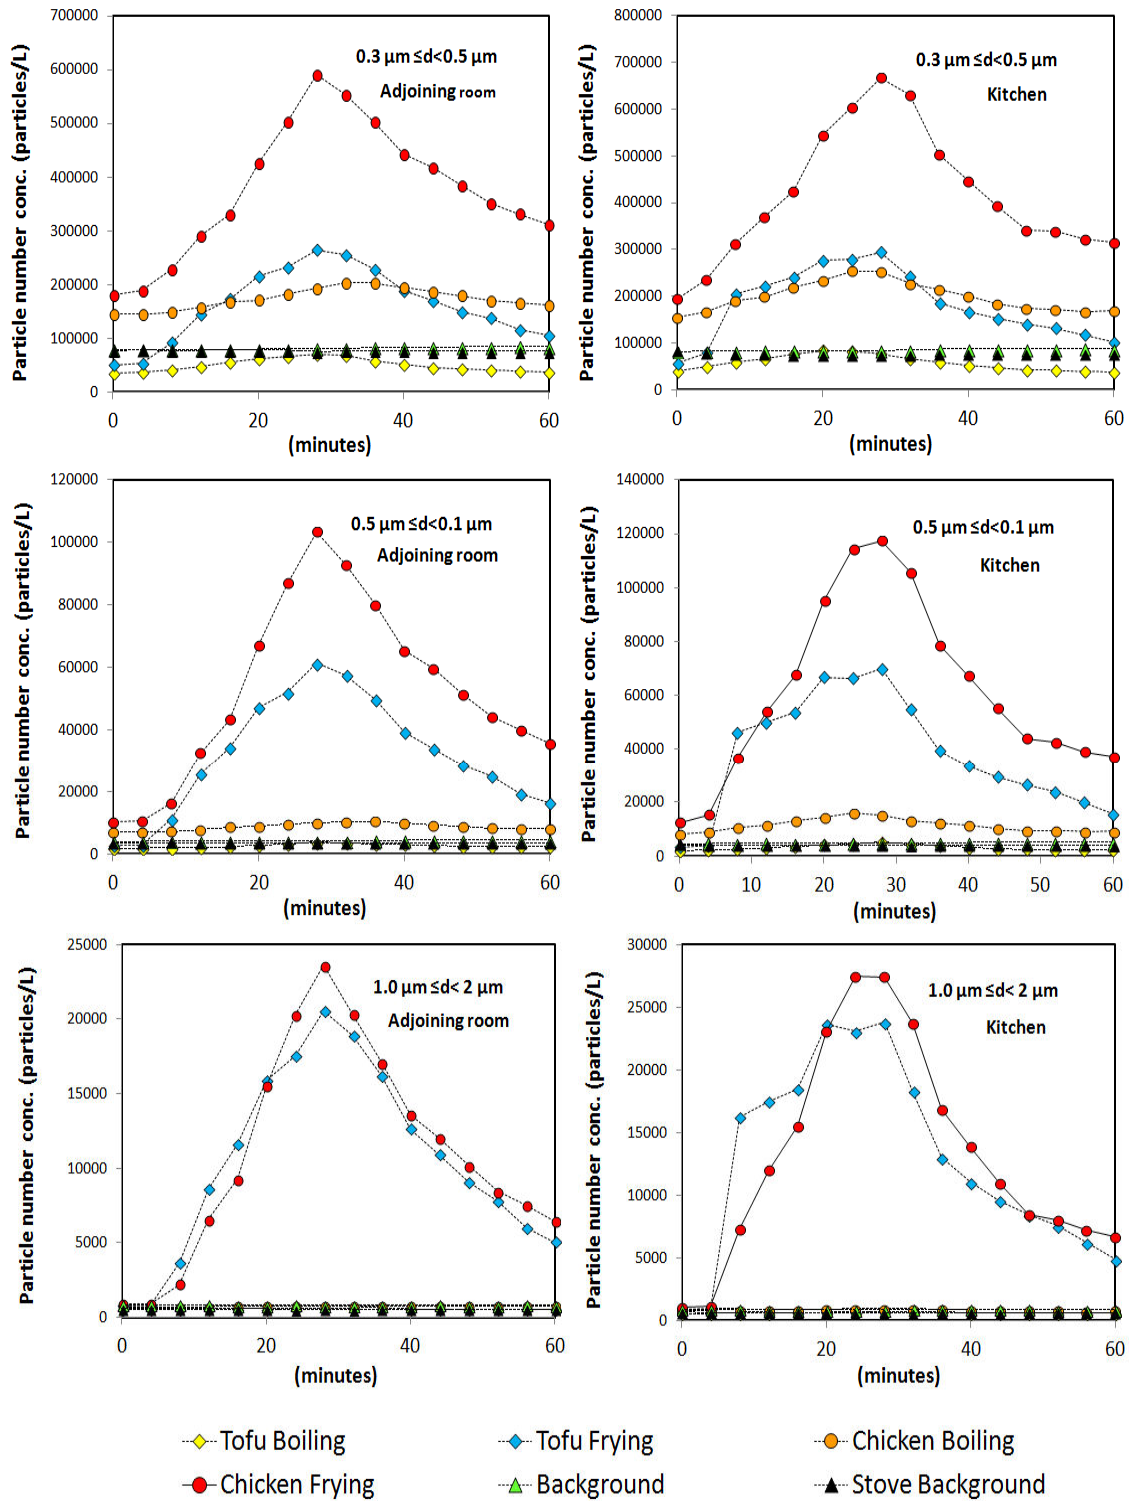 Particle number conc. (particles/L)
700000
600000
500000
400000
300000
200000
100000
0
0.3 µm ≤d<0.5 µm
Adjoining room
0 20 40 60
(minutes)
Particle number conc. (particles/L)
800000
700000
600000
500000
400000
300000
200000
100000
0
0.3 µm ≤d<0.5 µm
Kitchen
0 20 40 60
(minutes)
Particle number conc. (particles/L)
120000
100000
80000
60000
40000
20000
0
0.5 µm ≤d<0.1 µm
Adjoining room
0 20 40 60
(minutes)
Particle number conc. (particles/L)
140000
120000
100000
80000
60000
40000
20000
0
0.5 µm ≤d<0.1 µm
Kitchen
0 10 20 30 40 50 60
(minutes)
Particle number conc. (particles/L)
25000
20000
15000
10000
5000
0
1.0 µm ≤d< 2 µm
Adjoining room
0 20 40 60
(minutes)
Particle number conc. (particles/L)
30000
25000
20000
15000
10000
5000
0
1.0 µm ≤d< 2 µm
Kitchen
0 20 40 60
(minutes)
Tofu Boiling Tofu Frying Chicken Boiling
Chicken Frying Background Stove Background